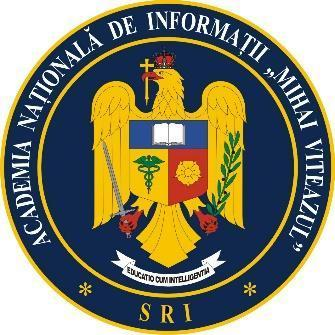 ACADEMIA NAȚIONALĂ DE INFORMAȚII „MIHAI VITEAZUL"
EDUCATIO CUM INTELLIGENTIA
* SRI *